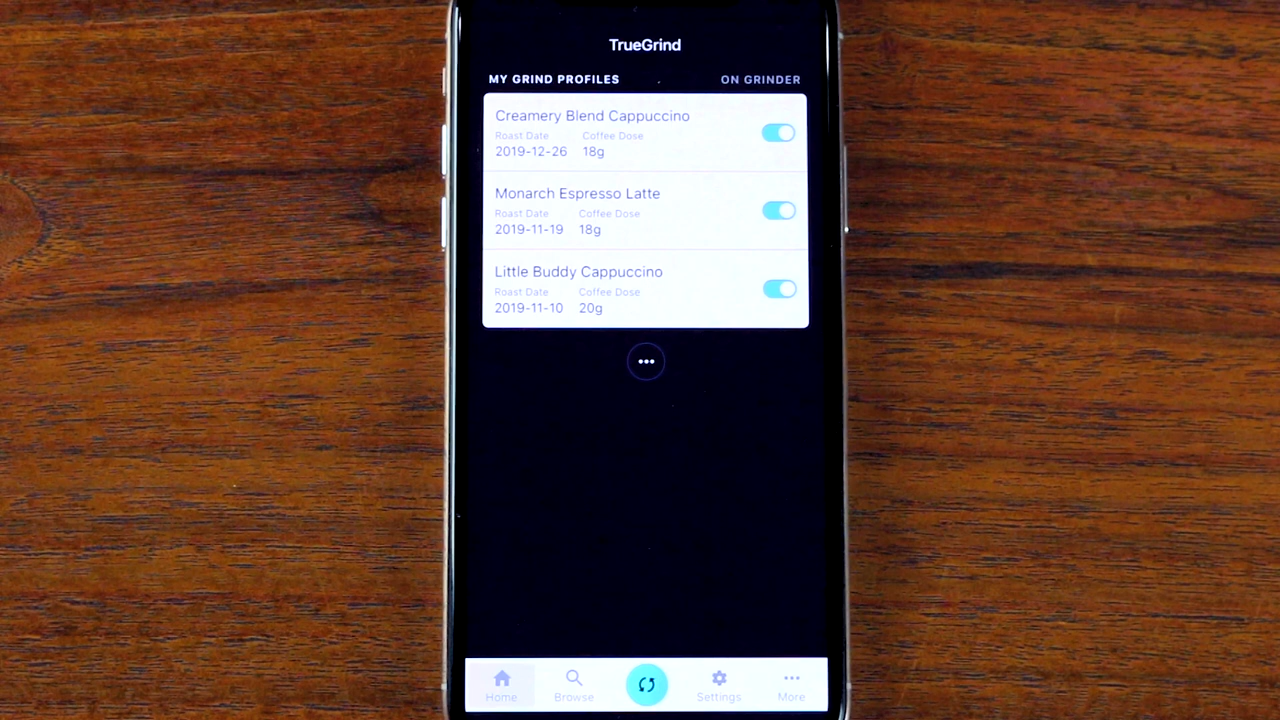 TrueGrind
MY GRIND PROFILES ON GRINDER
Creamery Blend Cappuccino
Roast Date Coffee Dose
2019-12-26 18g
Monarch Espresso Latte
Roast Date Coffee Dose
2019-11-19 18g
Little Buddy Cappuccino
Roast Date Coffee Dose
2019-11-10 20g
Home Browse Settings More